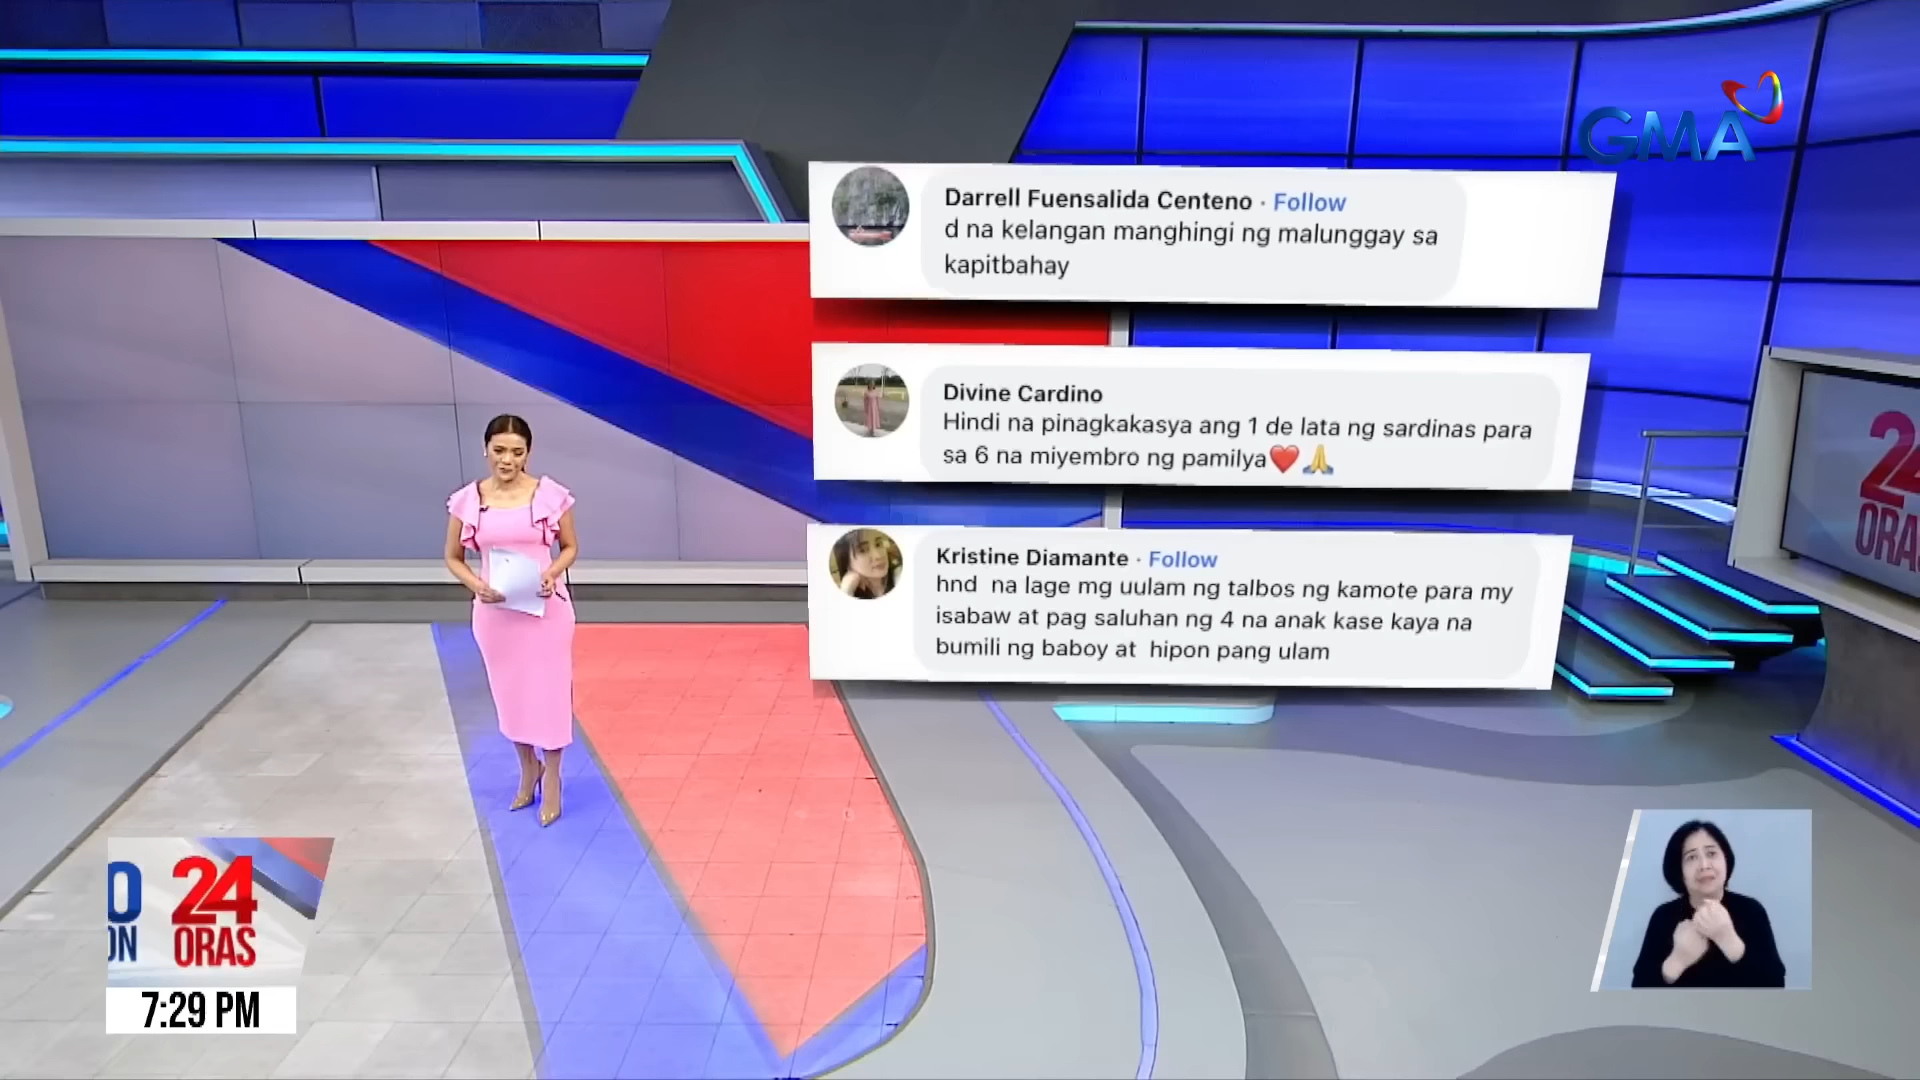 GMA
Darrell Fuensalida Centeno · Follow
d na kelangan manghingi ng malunggay sa
kapitbahay
Divine Cardino
Hindi na pinagkakasya ang 1 de lata ng sardinas para
sa 6 na miyembro ng pamilya❤️🙏
Kristine Diamante · Follow
hnd na lage mg uulam ng talbos ng kamote para my
isabaw at pag saluhan ng 4 na anak kase kaya na
bumili ng baboy at hipon pang ulam
24
ORAS
24
ORAS
7:29 PM